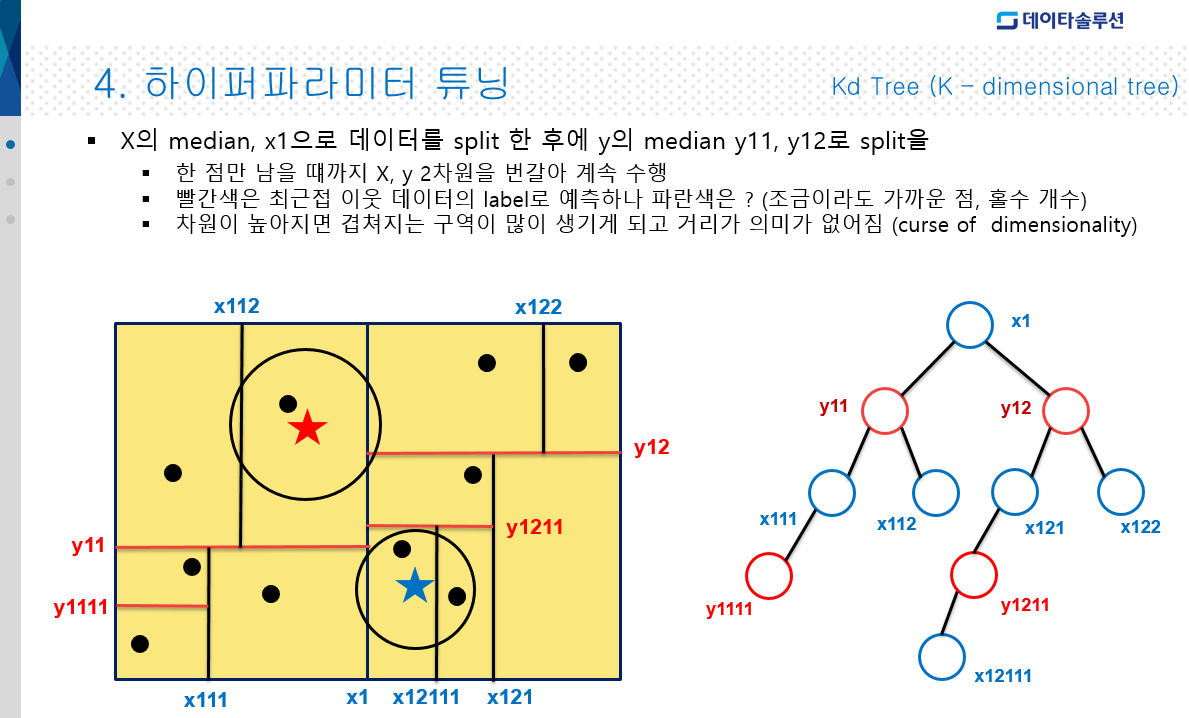 데이타솔루션
4. 하이퍼파라미터 튜닝
Kd Tree (K – dimensional tree)
▪ X의 median, x1으로 데이터를 split 한 후에 y의 median y11, y12로 split을
▪ 한 점만 남을 때까지 X, y 2차원을 번갈아 계속 수행
▪ 빨간색은 최근접 이웃 데이터의 label로 예측하나 파란색은 ? (조금이라도 가까운 점, 홀수 개수)
▪ 차원이 높아지면 겹쳐지는 구역이 많이 생기게 되고 거리가 의미가 없어짐 (curse of dimensionality)
x112
x122
y12
y1211
y11
y1111
x111
x1
x12111
x121
x1
y11
y12
x111
x112
x121
x122
y1111
y1211
x12111